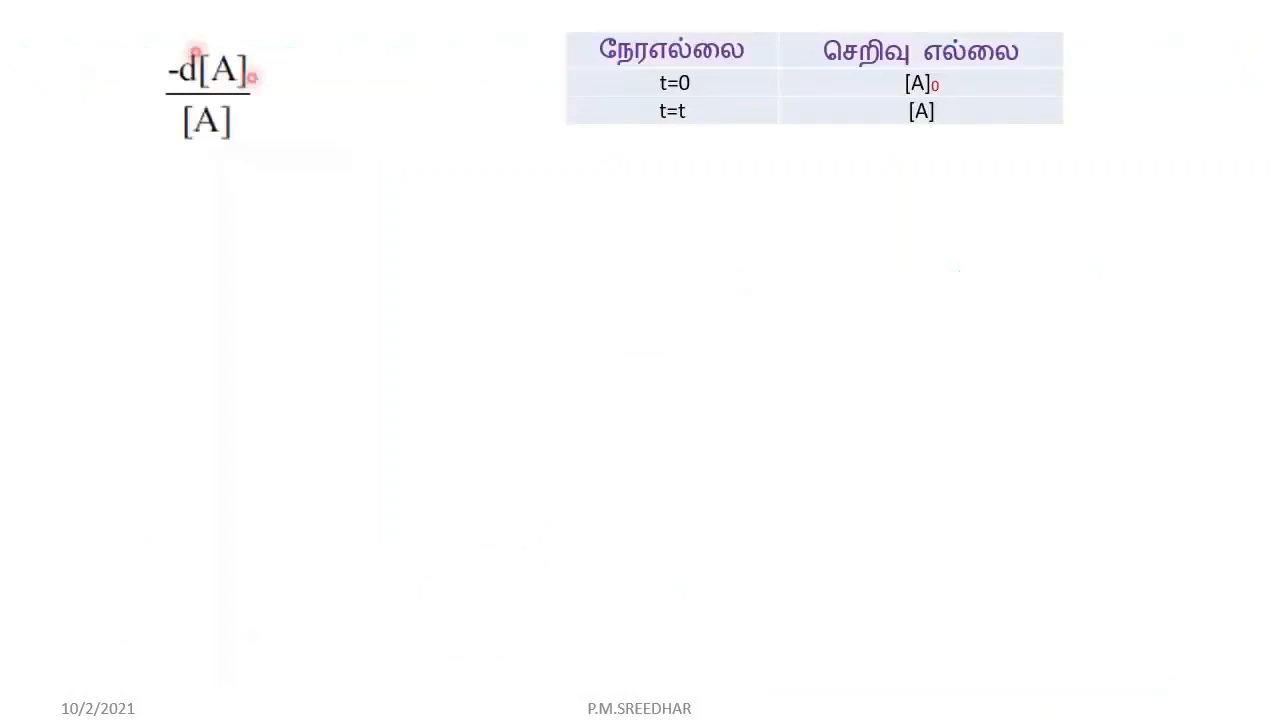 -d[A]
[A]
நேரஎல்லை செறிவு எல்லை
t=0 [A]₀
t=t [A]
10/2/2021 P.M.SREEDHAR